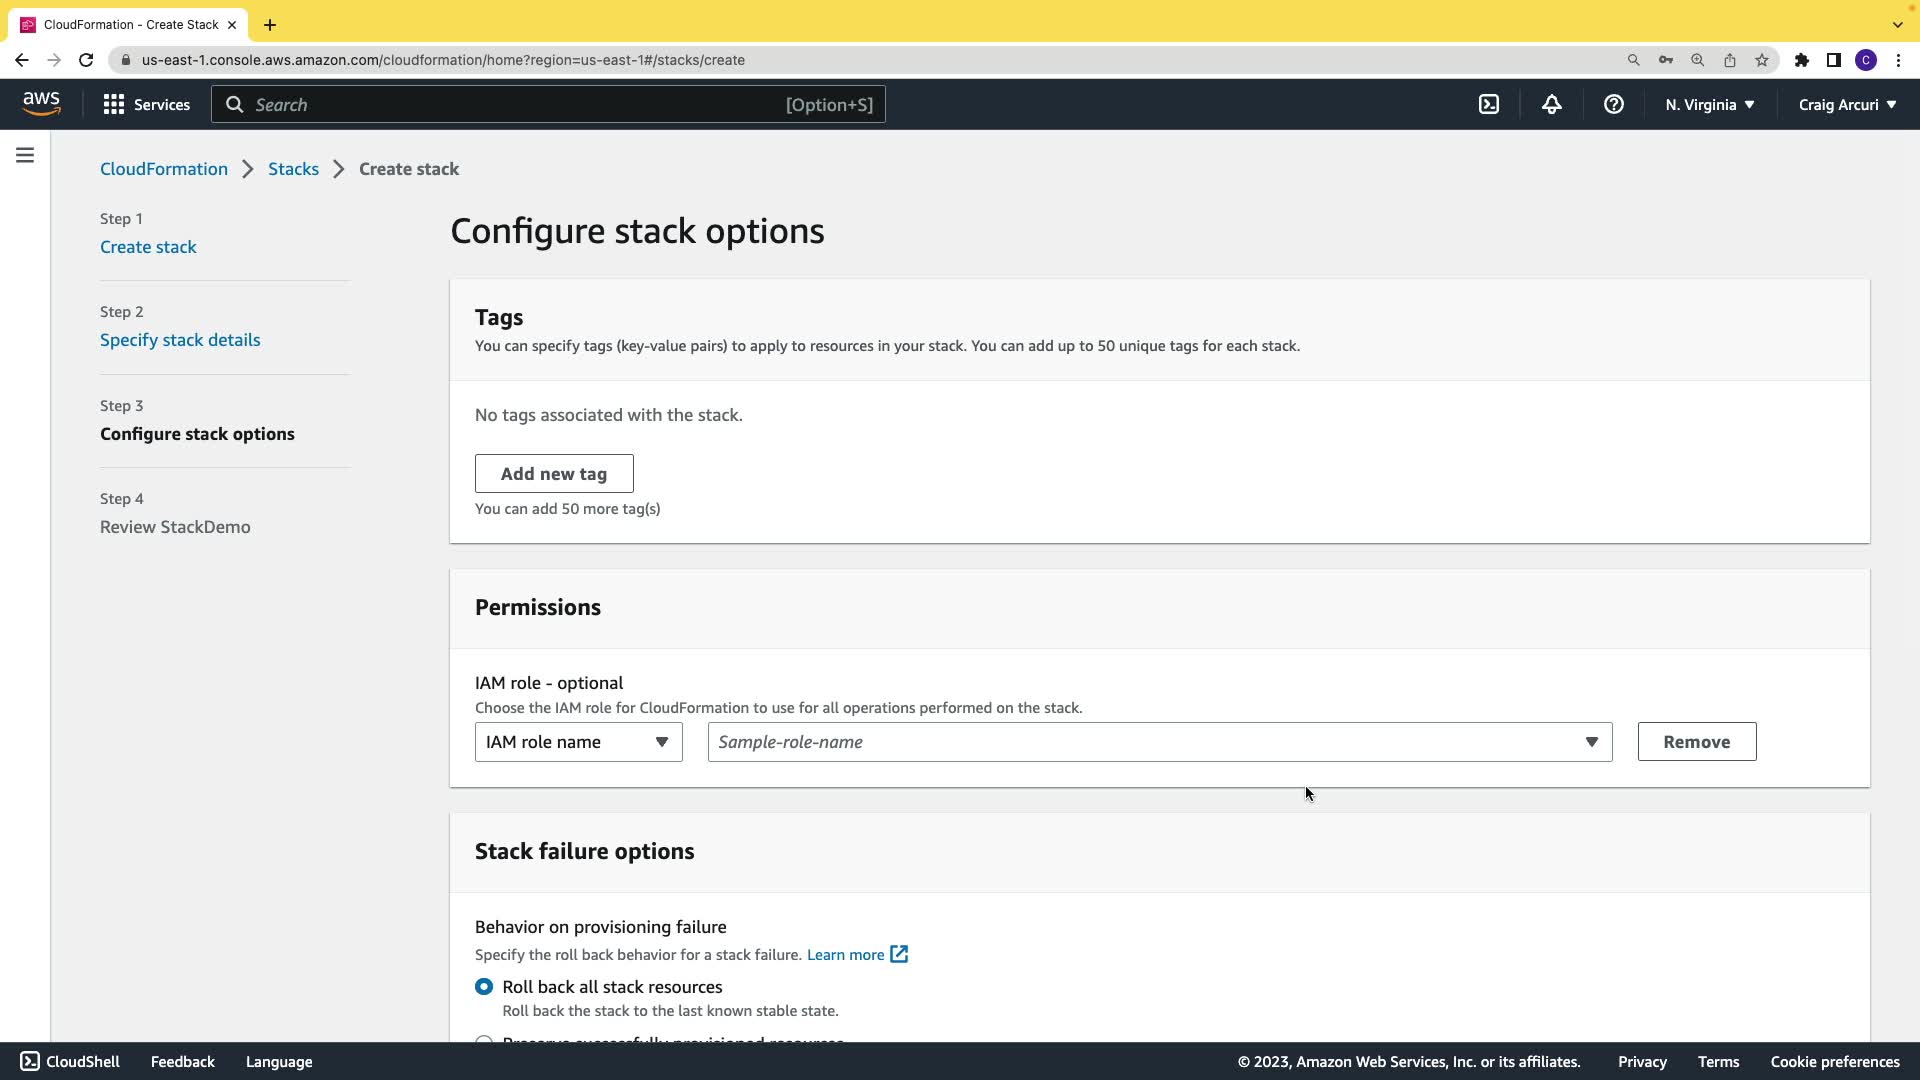 CloudFormation - Create Stack
us-east-1.console.aws.amazon.com/cloudformation/home?region=us-east-1#/stacks/create
C
aws
Services
Search
[Option+S]
N. Virginia
Craig Arcuri
CloudFormation
Stacks
Create stack
Step 1
Create stack
Step 2
Specify stack details
Step 3
Configure stack options
Step 4
Review StackDemo
Configure stack options
Tags
You can specify tags (key-value pairs) to apply to resources in your stack. You can add up to 50 unique tags for each stack.
No tags associated with the stack.
Add new tag
You can add 50 more tag(s)
Permissions
IAM role - optional
Choose the IAM role for CloudFormation to use for all operations performed on the stack.
IAM role name
Sample-role-name
Remove
Stack failure options
Behavior on provisioning failure
Specify the roll back behavior for a stack failure. Learn more
Roll back all stack resources
Roll back the stack to the last known stable state.
Preserve successfully provisioned resources
CloudShell
Feedback
Language
© 2023, Amazon Web Services, Inc. or its affiliates.
Privacy
Terms
Cookie preferences